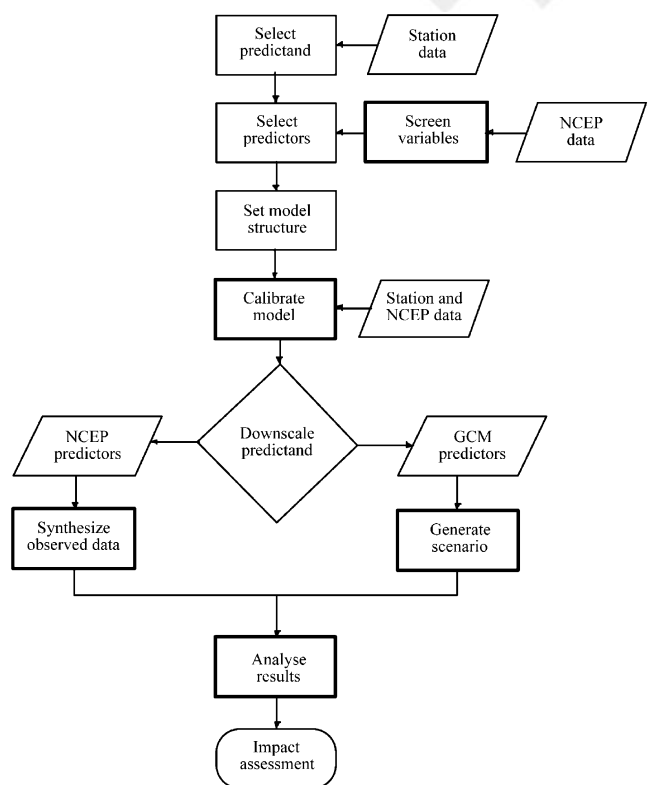 Select
predictand
Station
data
Select
predictors
Screen
variables
NCEP
data
Set model
structure
Calibrate
model
Station and
NCEP data
Downscale
predictand
NCEP
predictors
GCM
predictors
Synthesize
observed data
Generate
scenario
Analyse
results
Impact
assessment